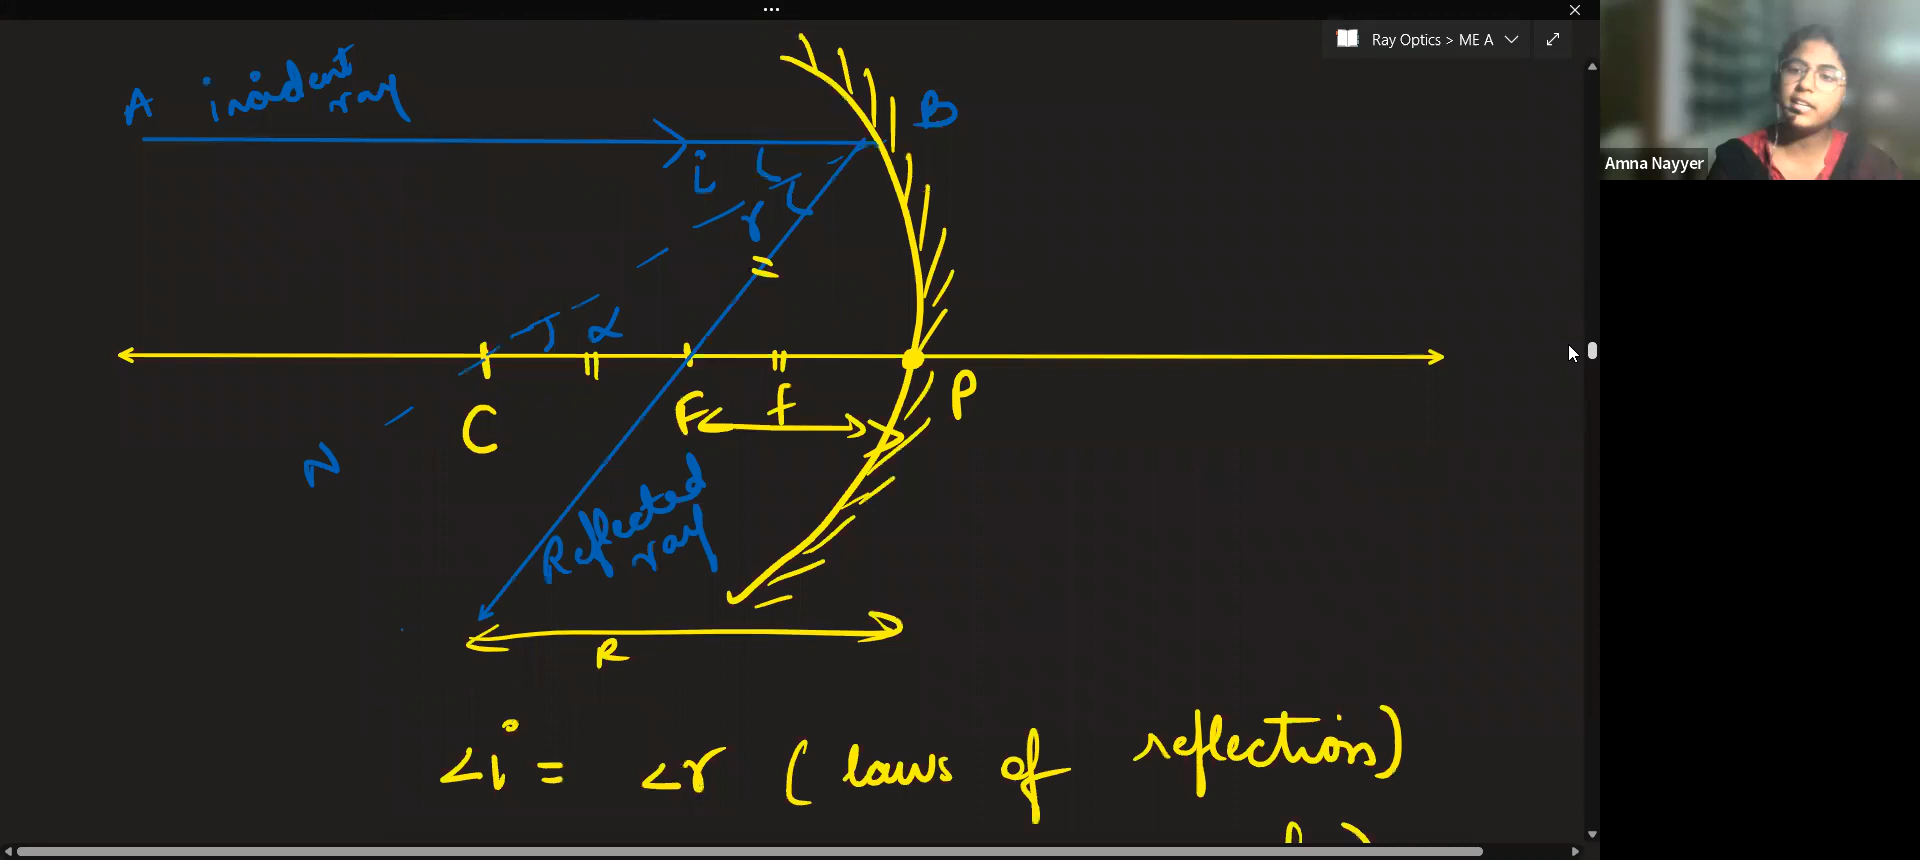 Ray Optics > ME A
Amna Nayyer
A incident ray
B
i
r
α
C
F
f
P
N
Reflected ray
R
<i = <r (laws of reflection)